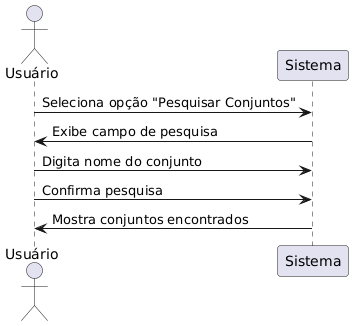 Usuário
Sistema
Seleciona opção "Pesquisar Conjuntos"
Exibe campo de pesquisa
Digita nome do conjunto
Confirma pesquisa
Mostra conjuntos encontrados
Usuário
Sistema